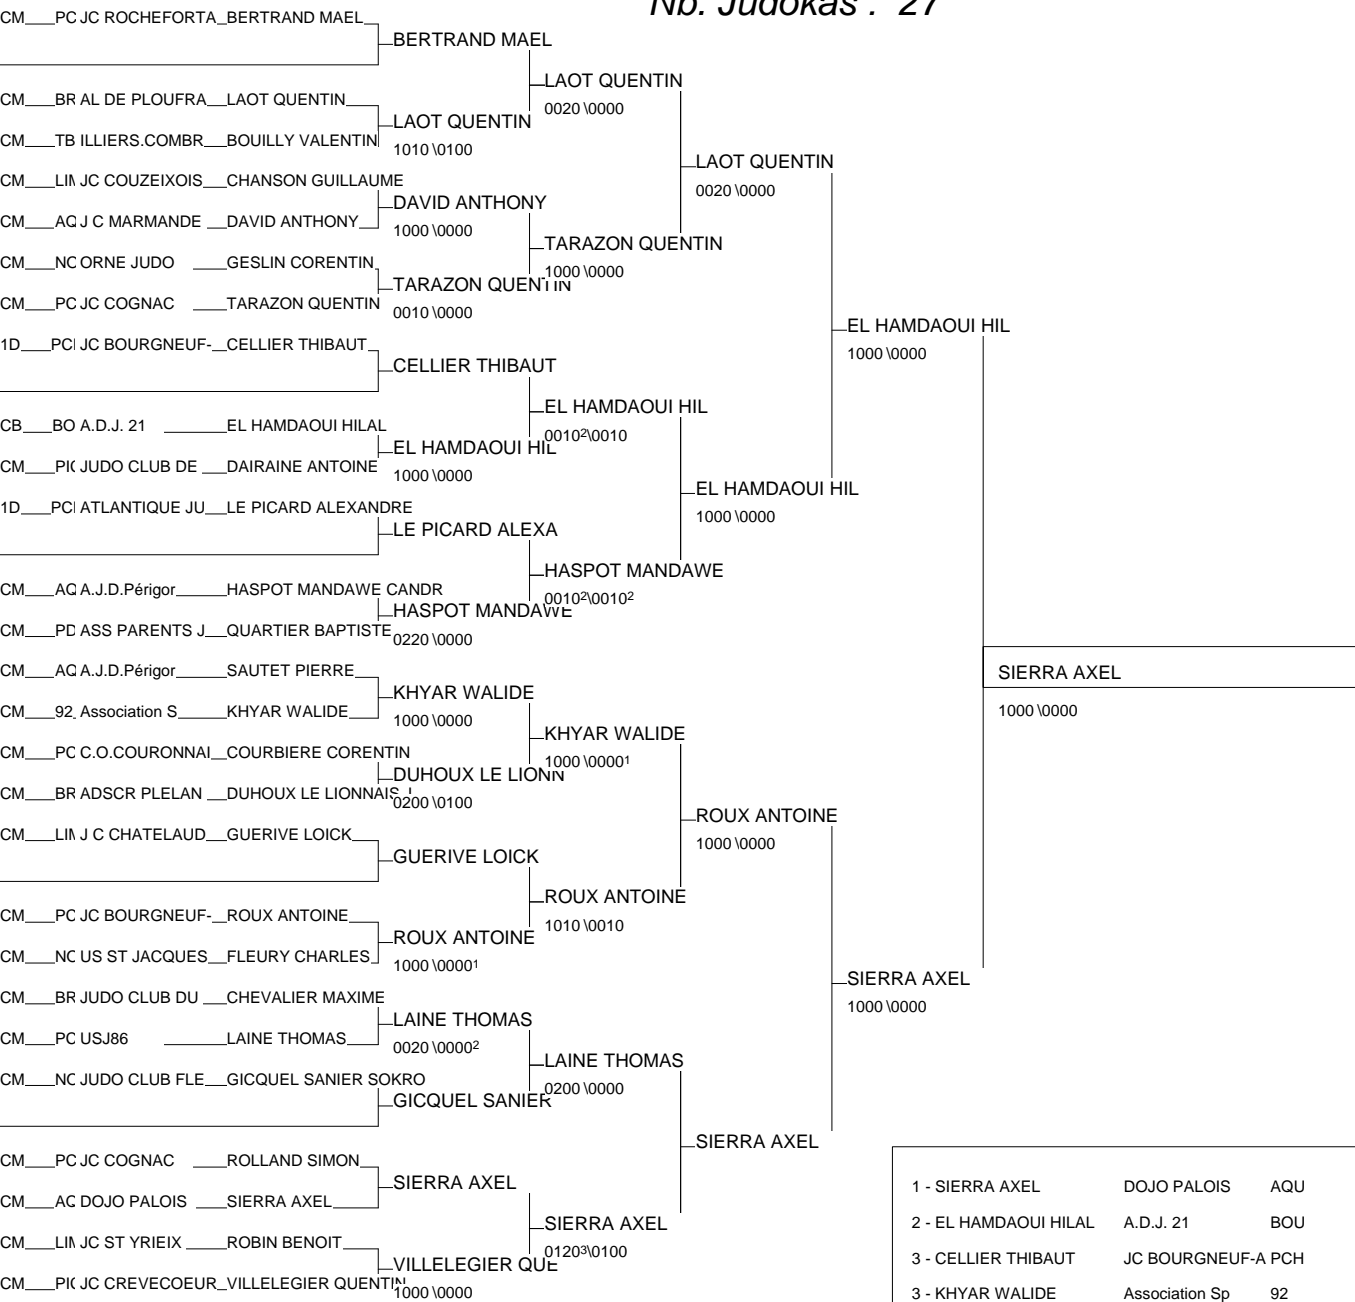 Nb. Judokas : 27
CM PC JC ROCHEFORTA BERTRAND MAEL
BERTRAND MAEL
LAOT QUENTIN
0020 \0000
CM BR AL DE PLOUFRA LAOT QUENTIN
LAOT QUENTIN
1010 \0100
CM TB ILLIERS.COMBR BOUILLY VALENTIN
LAOT QUENTIN
0020 \0000
CM LIM JC COUZEIXOIS CHANSON GUILLAUME
DAVID ANTHONY
1000 \0000
CM AQ J C MARMANDE DAVID ANTHONY
TARAZON QUENTIN
1000 \0000
CM NO ORNE JUDO GESLIN CORENTIN
TARAZON QUENTIN
0010 \0000
CM PC JC COGNAC TARAZON QUENTIN
EL HAMDAOUI HIL
1000 \0000
1D PC JC BOURGNEUF- CELLIER THIBAUT
CELLIER THIBAUT
EL HAMDAOUI HIL
0010²\0010
CB BO A.D.J. 21 EL HAMDAOUI HILAL
EL HAMDAOUI HIL
1000 \0000
CM PIC JUDO CLUB DE DAIRAINE ANTOINE
EL HAMDAOUI HIL
1000 \0000
1D PC ATLANTIQUE JU LE PICARD ALEXANDRE
LE PICARD ALEXA
HASPOT MANDAWE
0010²\0010²
CM AQ A.J.D.Périgor HASPOT MANDAWE CANDR
HASPOT MANDAWE
0220 \0000
CM PD ASS PARENTS J QUARTIER BAPTISTE
SIERRA AXEL
1000 \0000
CM AQ A.J.D.Périgor SAUTET PIERRE
KHYAR WALIDE
1000 \0000
CM 92 Association S KHYAR WALIDE
KHYAR WALIDE
1000 \0000¹
CM PC C.O.COURONNAI COURBIERE CORENTIN
DUHOUX LE LIONN
0200 \0100
CM BR ADSCR PLELAN DUHOUX LE LIONNAIS
ROUX ANTOINE
1000 \0000
CM LIM J C CHATELAUD GUERIVE LOICK
GUERIVE LOICK
ROUX ANTOINE
1010 \0010
CM PC JC BOURGNEUF- ROUX ANTOINE
ROUX ANTOINE
1000 \0000¹
CM NO US ST JACQUES FLEURY CHARLES
SIERRA AXEL
1000 \0000
CM BR JUDO CLUB DU CHEVALIER MAXIME
LAINE THOMAS
0020 \0000²
CM PC USJ86 LAINE THOMAS
LAINE THOMAS
0200 \0000
CM NO JUDO CLUB FLE GICQUEL SANIER SOKRO
GICQUEL SANIER
SIERRA AXEL
CM PC JC COGNAC ROLLAND SIMON
SIERRA AXEL
CM AQ DOJO PALOIS SIERRA AXEL
SIERRA AXEL
0120³\0100
CM LIM JC ST YRIEIX ROBIN BENOIT
VILLELEGIER QUE
1000 \0000
CM PIC JC CREVECOEUR VILLELEGIER QUENTIN
1 - SIERRA AXEL DOJO PALOIS AQU
2 - EL HAMDAOUI HILAL A.D.J. 21 BOU
3 - CELLIER THIBAUT JC BOURGNEUF-A PCH
3 - KHYAR WALIDE Association Sp 92